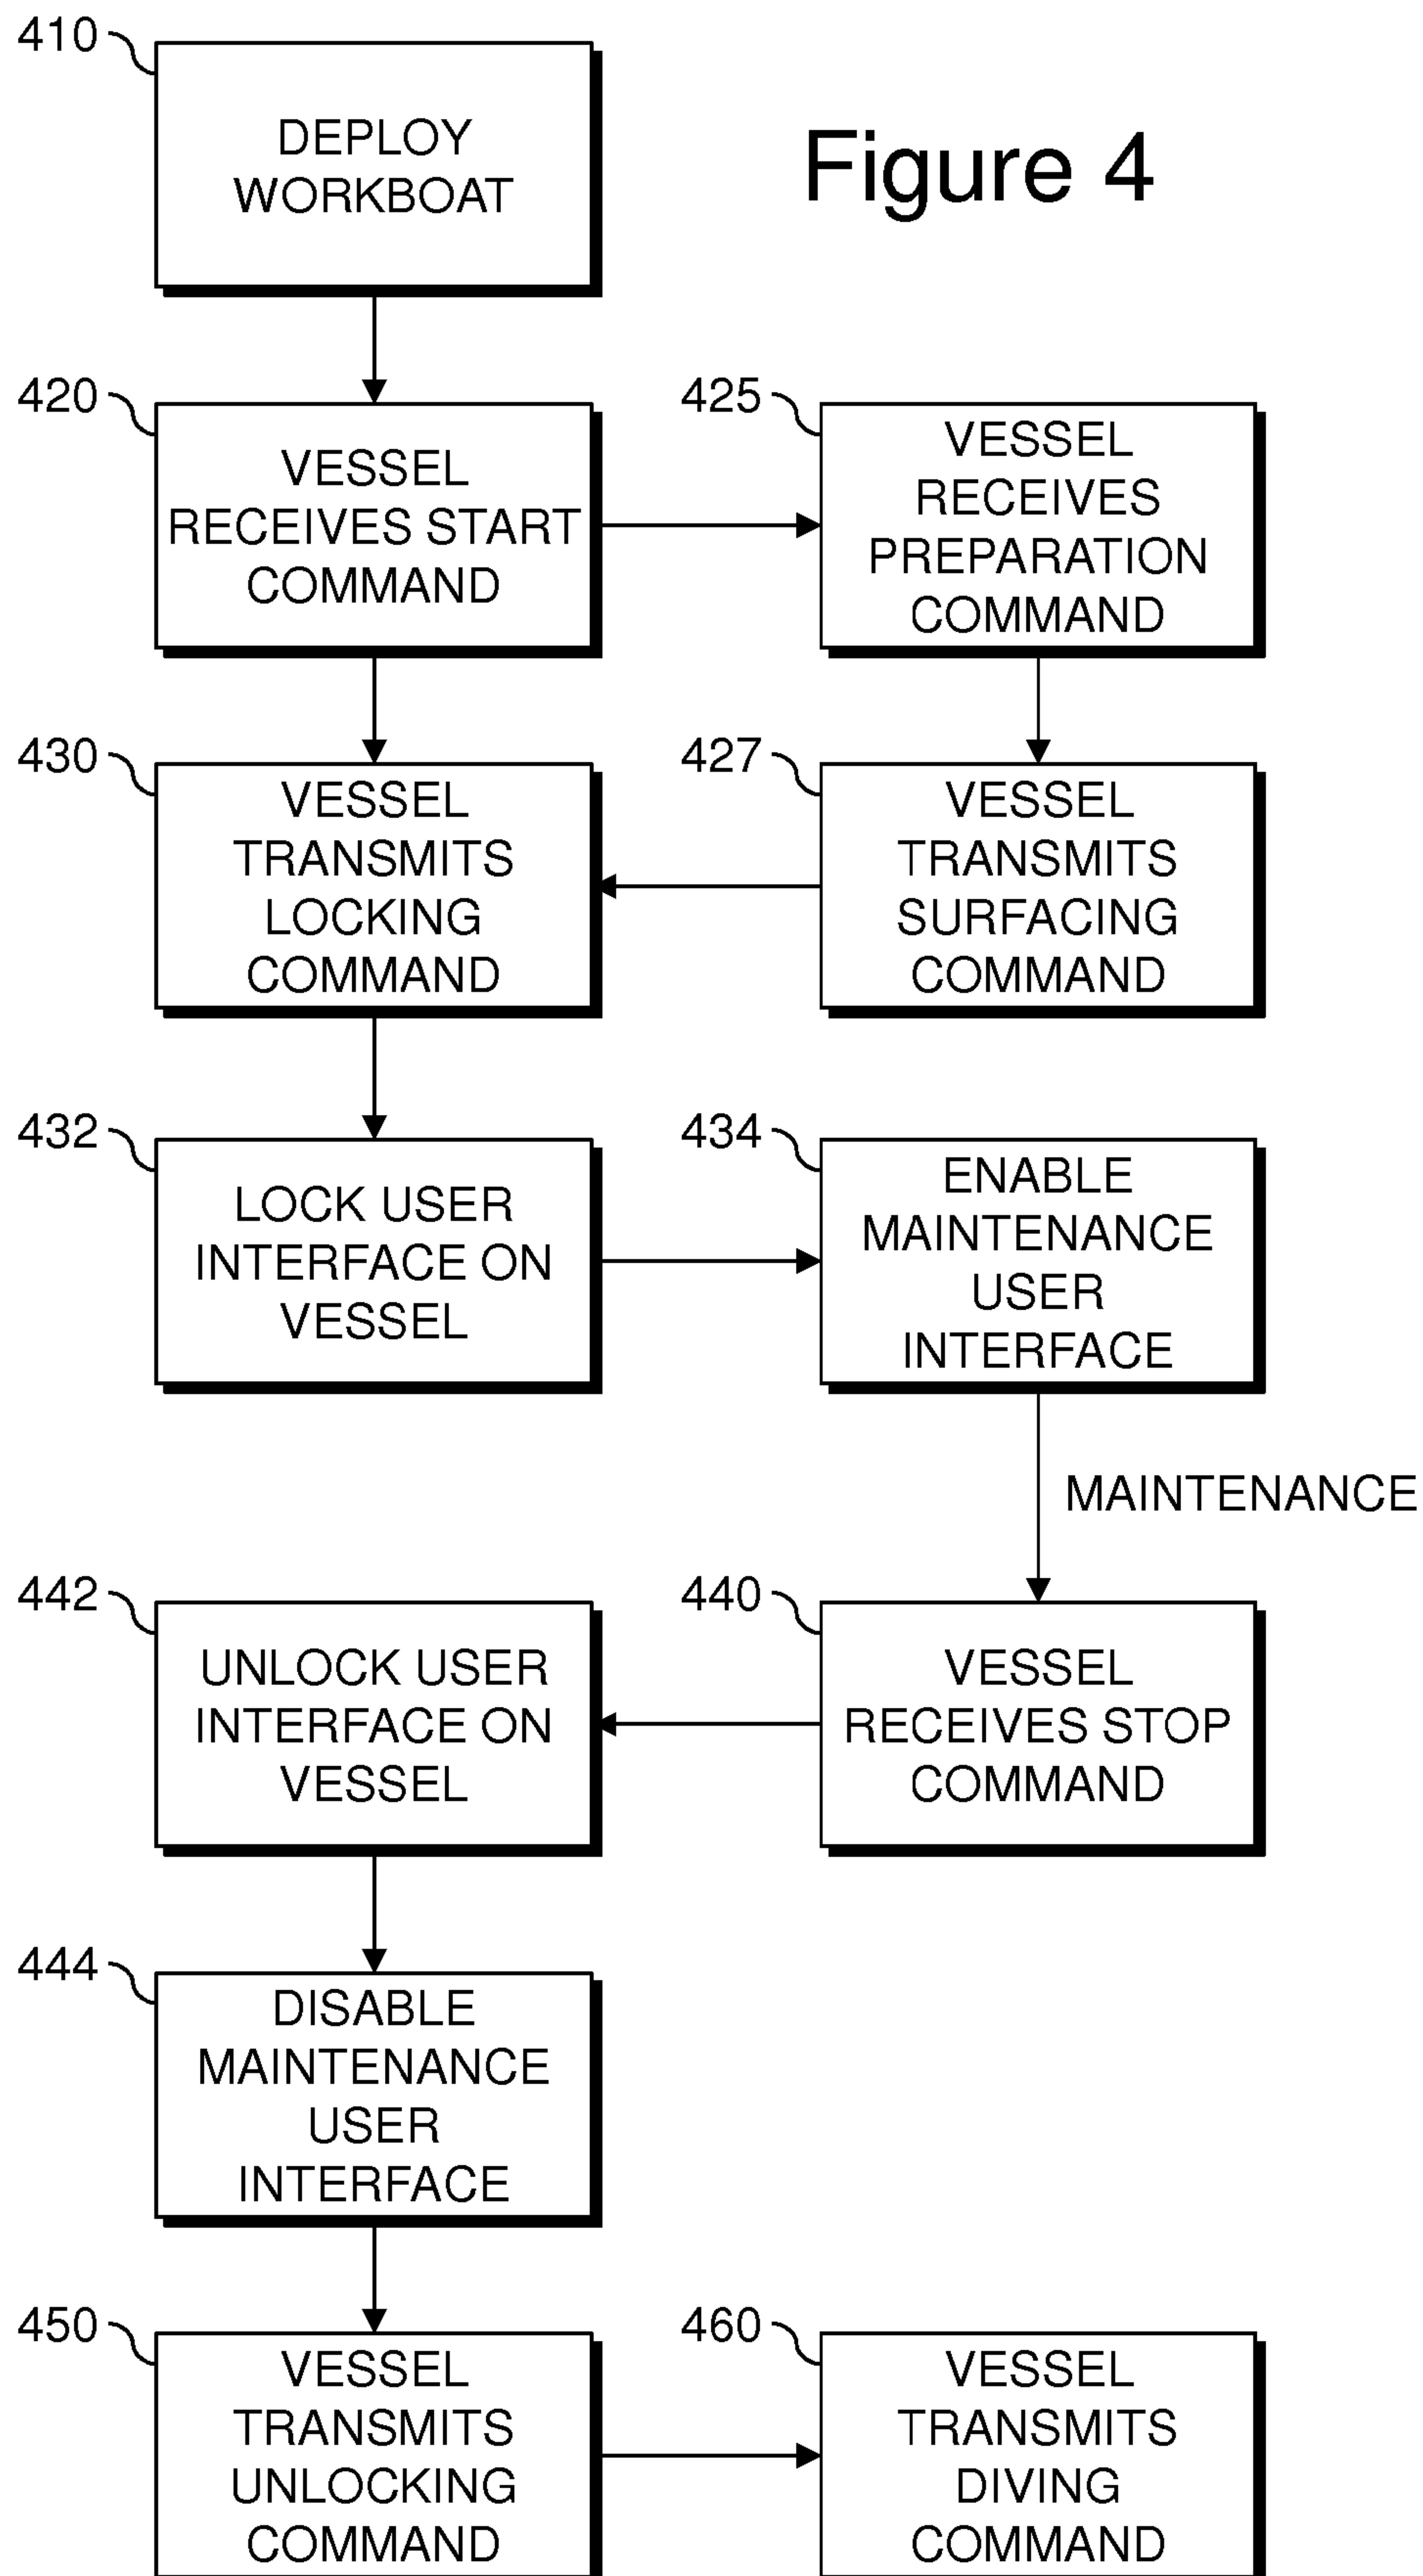 410
DEPLOY
WORKBOAT
Figure 4
420
VESSEL
RECEIVES START
COMMAND
425
VESSEL
RECEIVES
PREPARATION
COMMAND
430
VESSEL
TRANSMITS
LOCKING
COMMAND
427
VESSEL
TRANSMITS
SURFACING
COMMAND
432
LOCK USER
INTERFACE ON
VESSEL
434
ENABLE
MAINTENANCE
USER
INTERFACE
MAINTENANCE
442
UNLOCK USER
INTERFACE ON
VESSEL
440
VESSEL
RECEIVES STOP
COMMAND
444
DISABLE
MAINTENANCE
USER
INTERFACE
450
VESSEL
TRANSMITS
UNLOCKING
COMMAND
460
VESSEL
TRANSMITS
DIVING
COMMAND